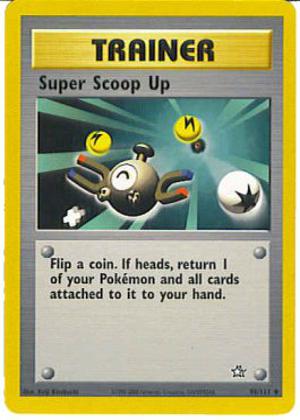 TRAINER
Super Scoop Up
Flip a coin. If heads, return 1
of your Pokémon and all cards
attached to it to your hand.